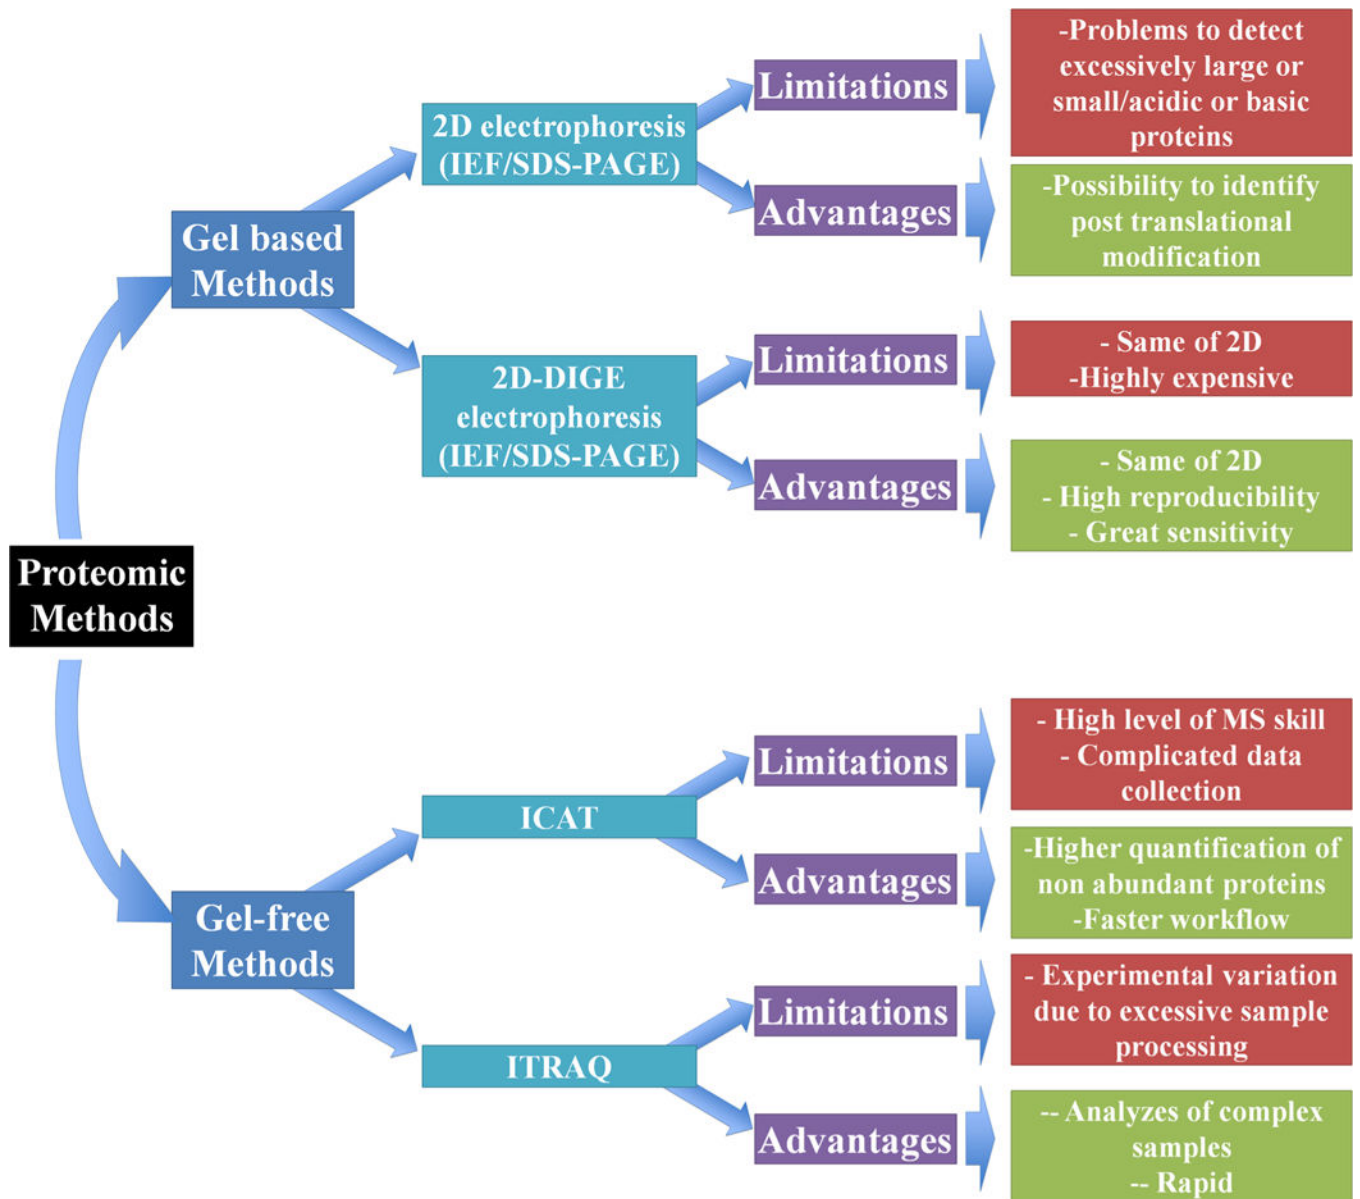 Proteomic
Methods
Gel based
Methods
2D electrophoresis
(IEF/SDS-PAGE)
Limitations
-Problems to detect
excessively large or
small/acidic or basic
proteins
Advantages
-Possibility to identify
post translational
modification
2D-DIGE
electrophoresis
(IEF/SDS-PAGE)
Limitations
- Same of 2D
-Highly expensive
Advantages
- Same of 2D
- High reproducibility
- Great sensitivity
Gel-free
Methods
ICAT
Limitations
- High level of MS skill
- Complicated data
collection
Advantages
-Higher quantification of
non abundant proteins
-Faster workflow
ITRAQ
Limitations
- Experimental variation
due to excessive sample
processing
Advantages
-- Analyzes of complex
samples
-- Rapid